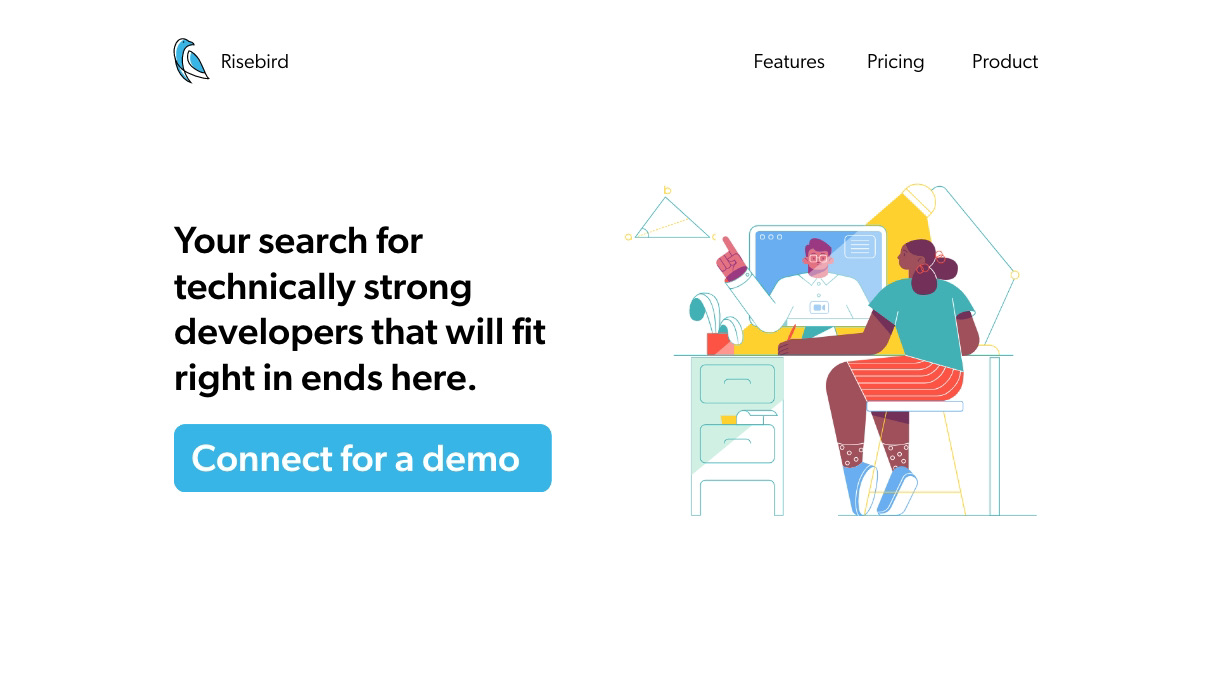 Risebird
Features
Pricing
Product
b
a
c
Your search for
technically strong
developers that will fit
right in ends here.
Connect for a demo